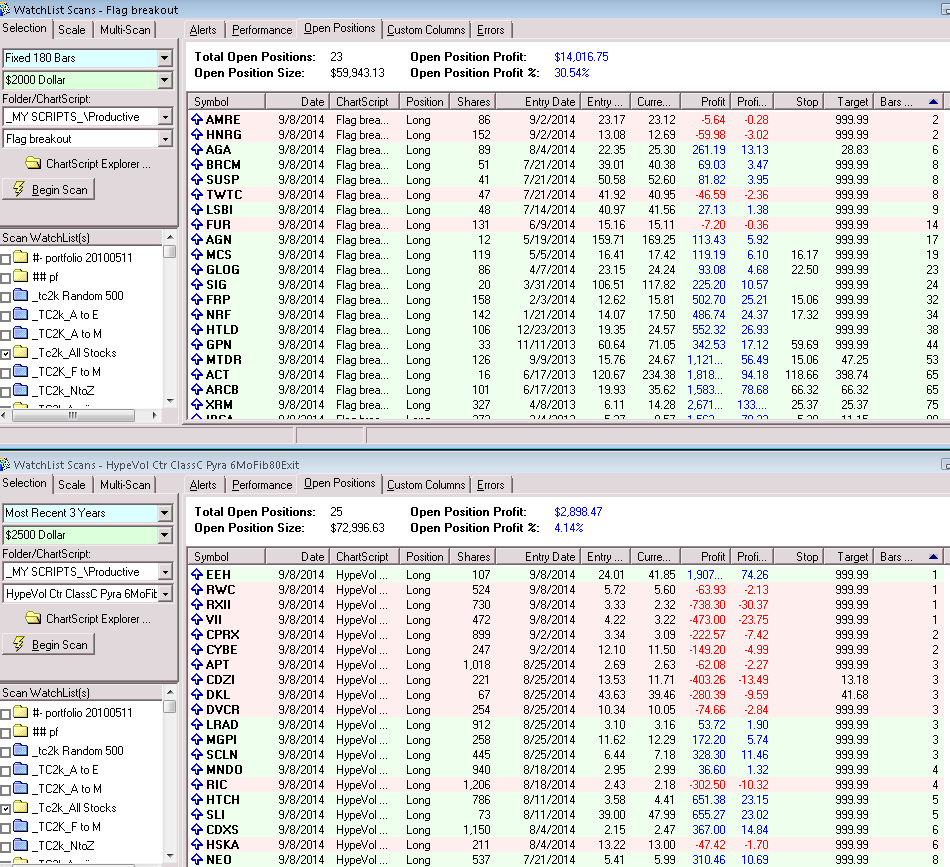 WatchList Scans - Flag breakout
Selection Scale Multi-Scan
Alerts Performance Open Positions Custom Columns Errors
Fixed 180 Bars
$2000 Dollar
Folder/ChartScript:
_MY SCRIPTS_\Productive
Flag breakout
ChartScript Explorer ...
Begin Scan
Scan WatchList(s)
#- portfolio 20100511
## pf
_tc2k Random 500
_TC2k_A to E
_TC2k_A to M
_Tc2k_All Stocks
_TC2K_F to M
_TC2k_NtoZ
Total Open Positions: 23 Open Position Profit: $14,016.75
Open Position Size: $59,943.13 Open Position Profit %: 30.54%
Symbol Date ChartScript Position Shares Entry Date Entry ... Curre... Profit Profi... Stop Target Bars ...
AMRE 9/8/2014 Flag brea... Long 86 9/2/2014 23.17 23.12 -5.64 -0.28 999.99 2
HNRG 9/8/2014 Flag brea... Long 152 9/2/2014 13.08 12.69 -59.98 -3.02 999.99 2
AGA 9/8/2014 Flag brea... Long 89 8/4/2014 22.35 25.30 261.19 13.13 28.83 6
BRCM 9/8/2014 Flag brea... Long 51 7/21/2014 39.01 40.38 69.03 3.47 999.99 8
SUSP 9/8/2014 Flag brea... Long 41 7/21/2014 50.58 52.60 81.82 3.95 999.99 8
TWTC 9/8/2014 Flag brea... Long 47 7/21/2014 41.92 40.95 -46.59 -2.36 999.99 8
LSBI 9/8/2014 Flag brea... Long 48 7/14/2014 40.97 41.56 27.13 1.38 999.99 9
FUR 9/8/2014 Flag brea... Long 131 6/9/2014 15.16 15.11 -7.20 -0.36 999.99 14
AGN 9/8/2014 Flag brea... Long 12 5/19/2014 159.71 169.25 113.43 5.92 999.99 17
MCS 9/8/2014 Flag brea... Long 119 5/5/2014 16.41 17.42 119.19 6.10 16.17 999.99 19
GLOG 9/8/2014 Flag brea... Long 86 4/7/2014 23.15 24.24 93.08 4.68 22.50 999.99 23
SIG 9/8/2014 Flag brea... Long 20 3/31/2014 106.51 117.82 225.20 10.57 999.99 24
FRP 9/8/2014 Flag brea... Long 158 2/3/2014 12.62 15.81 502.70 25.21 15.06 999.99 32
NRF 9/8/2014 Flag brea... Long 142 1/21/2014 14.07 17.50 486.74 24.37 17.32 999.99 34
HTLD 9/8/2014 Flag brea... Long 106 12/23/2013 19.35 24.57 552.32 26.93 999.99 38
GPN 9/8/2014 Flag brea... Long 33 11/11/2013 60.64 71.05 342.53 17.12 59.69 999.99 44
MTDR 9/8/2014 Flag brea... Long 126 9/9/2013 15.76 24.67 1,121... 56.49 15.06 47.25 53
ACT 9/8/2014 Flag brea... Long 16 6/17/2013 120.67 234.38 1,818... 94.18 118.66 398.74 65
ARCB 9/8/2014 Flag brea... Long 101 6/17/2013 19.93 35.62 1,583... 78.68 66.32 66.32 65
XRM 9/8/2014 Flag brea... Long 327 4/8/2013 6.11 14.28 2,671... 133.... 25.37 25.37 75
WatchList Scans - HypeVol Ctr ClassC Pyra 6MoFib80Exit
Selection Scale Multi-Scan
Alerts Performance Open Positions Custom Columns Errors
Most Recent 3 Years
$2500 Dollar
Folder/ChartScript:
_MY SCRIPTS_\Productive
HypeVol Ctr ClassC Pyra 6MoFit
ChartScript Explorer ...
Begin Scan
Scan WatchList(s)
#- portfolio 20100511
## pf
_tc2k Random 500
_TC2k_A to E
_TC2k_A to M
_Tc2k_All Stocks
_TC2K_F to M
_TC2k_NtoZ
Total Open Positions: 25 Open Position Profit: $2,898.47
Open Position Size: $72,996.63 Open Position Profit %: 4.14%
Symbol Date ChartScript Position Shares Entry Date Entry ... Curre... Profit Profi... Stop Target Bars ...
EEH 9/8/2014 HypeVol ... Long 107 9/8/2014 24.01 41.85 1,907... 74.26 999.99 1
RWC 9/8/2014 HypeVol ... Long 524 9/8/2014 5.72 5.60 -63.93 -2.13 999.99 1
RXII 9/8/2014 HypeVol ... Long 730 9/8/2014 3.33 2.32 -738.30 -30.37 999.99 1
VII 9/8/2014 HypeVol ... Long 472 9/8/2014 4.22 3.22 -473.00 -23.75 999.99 1
CPRX 9/8/2014 HypeVol ... Long 899 9/2/2014 3.34 3.09 -222.57 -7.42 999.99 2
CYBE 9/8/2014 HypeVol ... Long 247 9/2/2014 12.10 11.50 -149.20 -4.99 999.99 2
APT 9/8/2014 HypeVol ... Long 1,018 8/25/2014 2.69 2.63 -62.08 -2.27 999.99 3
CDZI 9/8/2014 HypeVol ... Long 221 8/25/2014 13.53 11.71 -403.26 -13.49 13.18 3
DKL 9/8/2014 HypeVol ... Long 67 8/25/2014 43.63 39.46 -280.39 -9.59 41.68 3
DVCR 9/8/2014 HypeVol ... Long 254 8/25/2014 10.34 10.05 -74.66 -2.84 999.99 3
LRAD 9/8/2014 HypeVol ... Long 912 8/25/2014 3.10 3.16 53.72 1.90 999.99 3
MGPI 9/8/2014 HypeVol ... Long 258 8/25/2014 11.62 12.29 172.20 5.74 999.99 3
SCLN 9/8/2014 HypeVol ... Long 445 8/25/2014 6.44 7.18 328.30 11.46 999.99 3
MNDO 9/8/2014 HypeVol ... Long 940 8/18/2014 2.95 2.99 36.60 1.32 999.99 4
RIC 9/8/2014 HypeVol ... Long 1,206 8/18/2014 2.43 2.18 -302.50 -10.32 999.99 4
HTCH 9/8/2014 HypeVol ... Long 786 8/11/2014 3.58 4.41 651.38 23.15 999.99 5
SLI 9/8/2014 HypeVol ... Long 73 8/11/2014 39.00 47.99 655.27 23.02 999.99 5
CDXS 9/8/2014 HypeVol ... Long 1,150 8/4/2014 2.15 2.47 367.00 14.84 999.99 6
HSKA 9/8/2014 HypeVol ... Long 211 8/4/2014 13.22 13.00 -47.42 -1.70 999.99 6
NEO 9/8/2014 HypeVol ... Long 537 7/21/2014 5.41 5.99 310.46 10.69 999.99 8